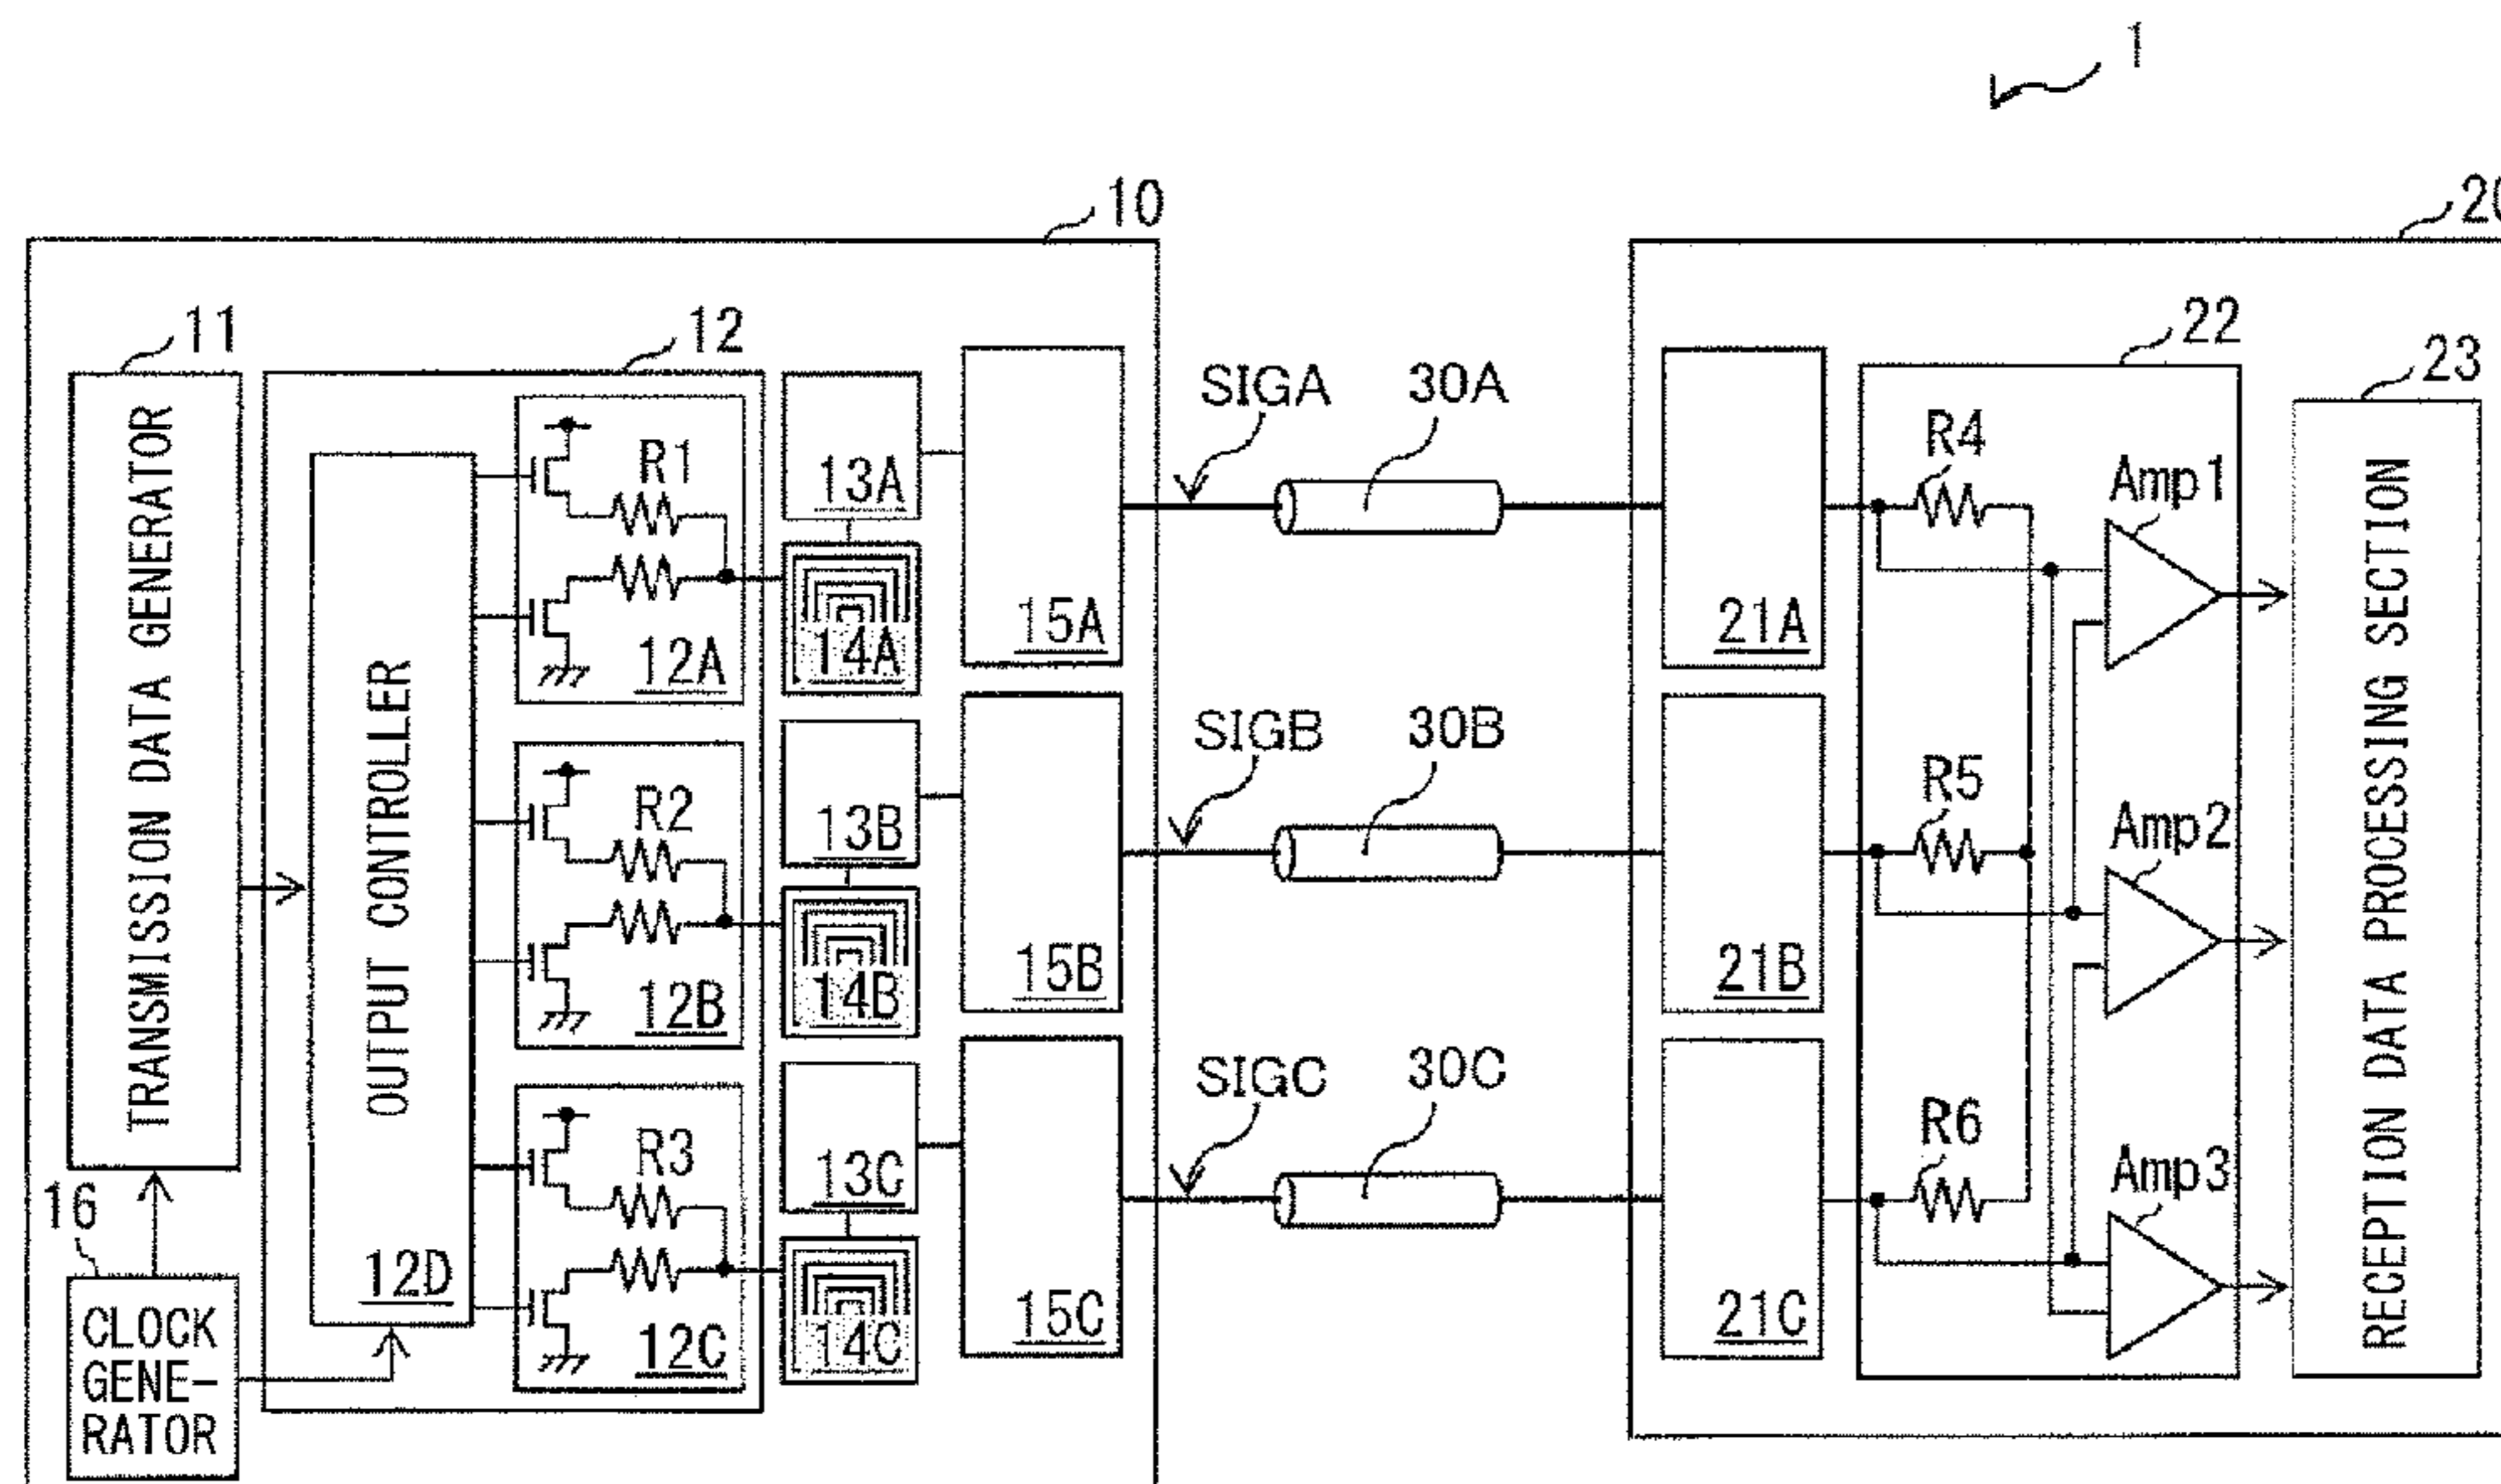 1
10
20
11
12
22
23
TRANSMISSION DATA GENERATOR
OUTPUT CONTROLLER
12D
R1
12A
R2
12B
R3
12C
13A
14A
13B
14B
13C
14C
15A
15B
15C
16
CLOCK
GENE-
RATOR
SIGA
30A
SIGB
30B
SIGC
30C
21A
21B
21C
R4
R5
R6
Amp1
Amp2
Amp3
RECEPTION DATA PROCESSING SECTION